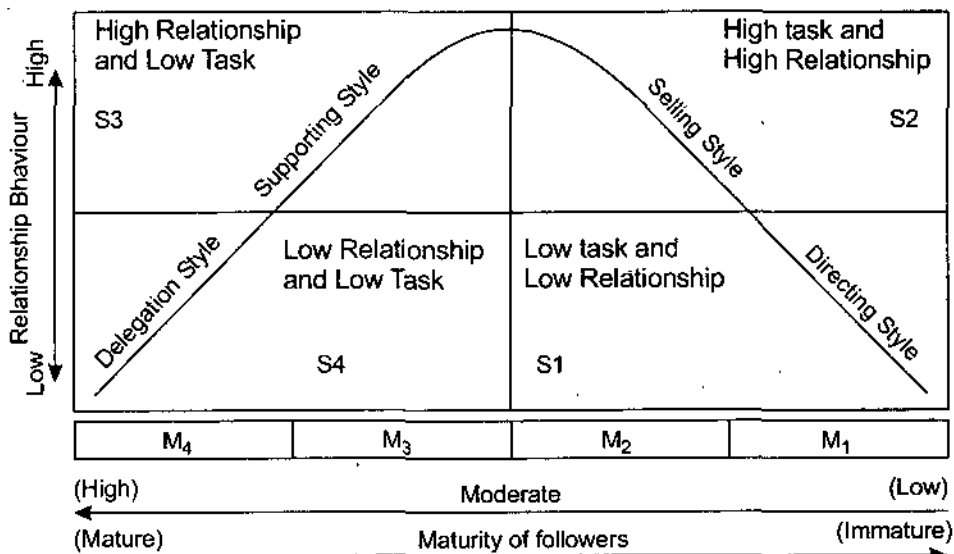 High Relationship
and Low Task
S3
High task and
High Relationship
S2
Supporting Style
Selling Style
High
Relationship Bhaviour
Low
Delegation Style
Low Relationship
and Low Task
S4
Low task and
Low Relationship
S1
Directing Style
M4
M3
M2
M1
(High)
Moderate
(Low)
(Mature)
Maturity of followers
(Immature)